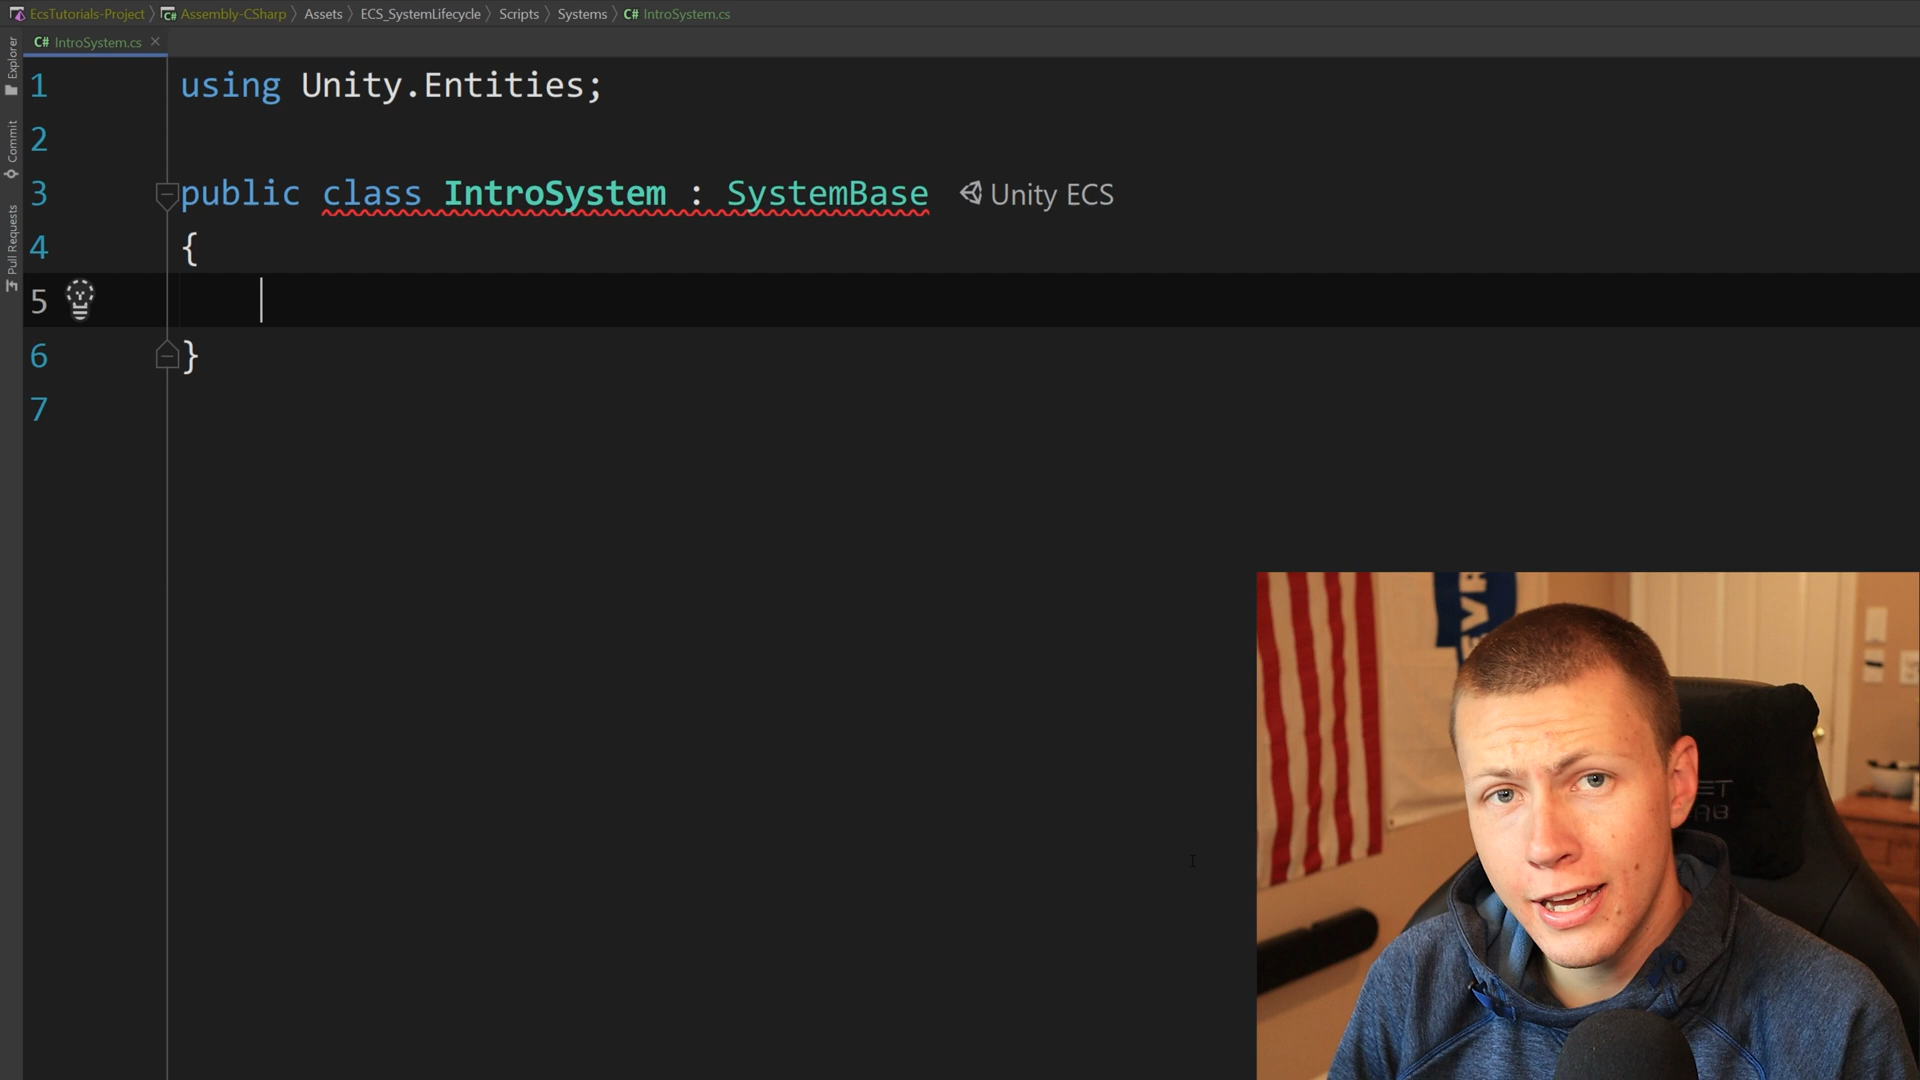 EcsTutorials-Project Assembly-CSharp Assets ECS_SystemLifecycle Scripts Systems C# IntroSystem.cs
C# IntroSystem.cs
Explorer
Commit
Pull Requests
1 using Unity.Entities;
2
3 public class IntroSystem : SystemBase Unity ECS
4 {
5
6 }
7